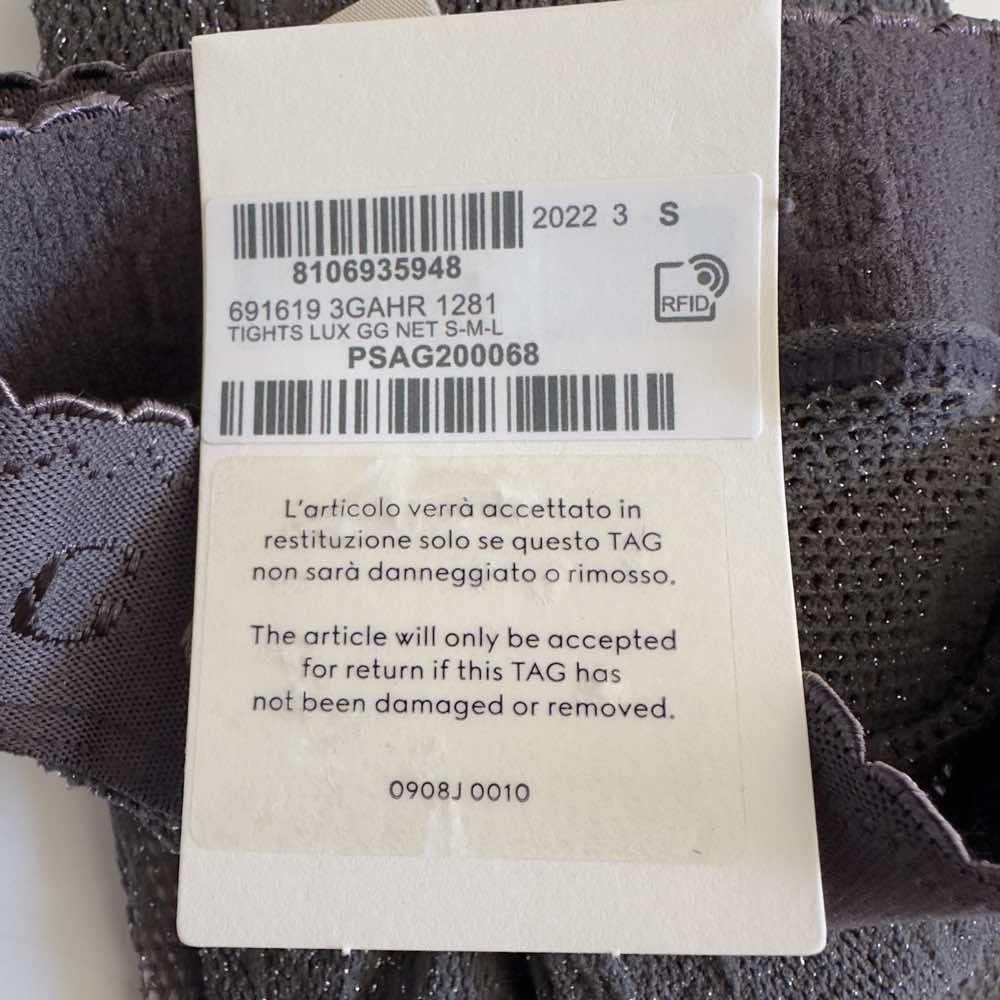 2022 3 S
8106935948
RFID
691619 3GAHR 1281
TIGHTS LUX GG NET S-M-L
PSAG200068
L'articolo verrà accettato in
restituzione solo se questo TAG
non sarà danneggiato o rimosso.
The article will only be accepted
for return if this TAG has
not been damaged or removed.
0908J 0010
G